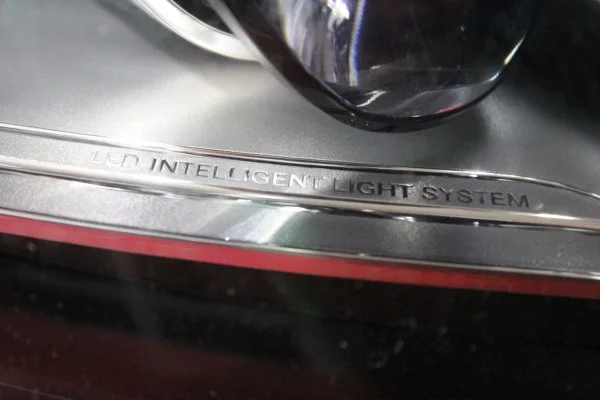 LED INTELLIGENT LIGHT SYSTEM